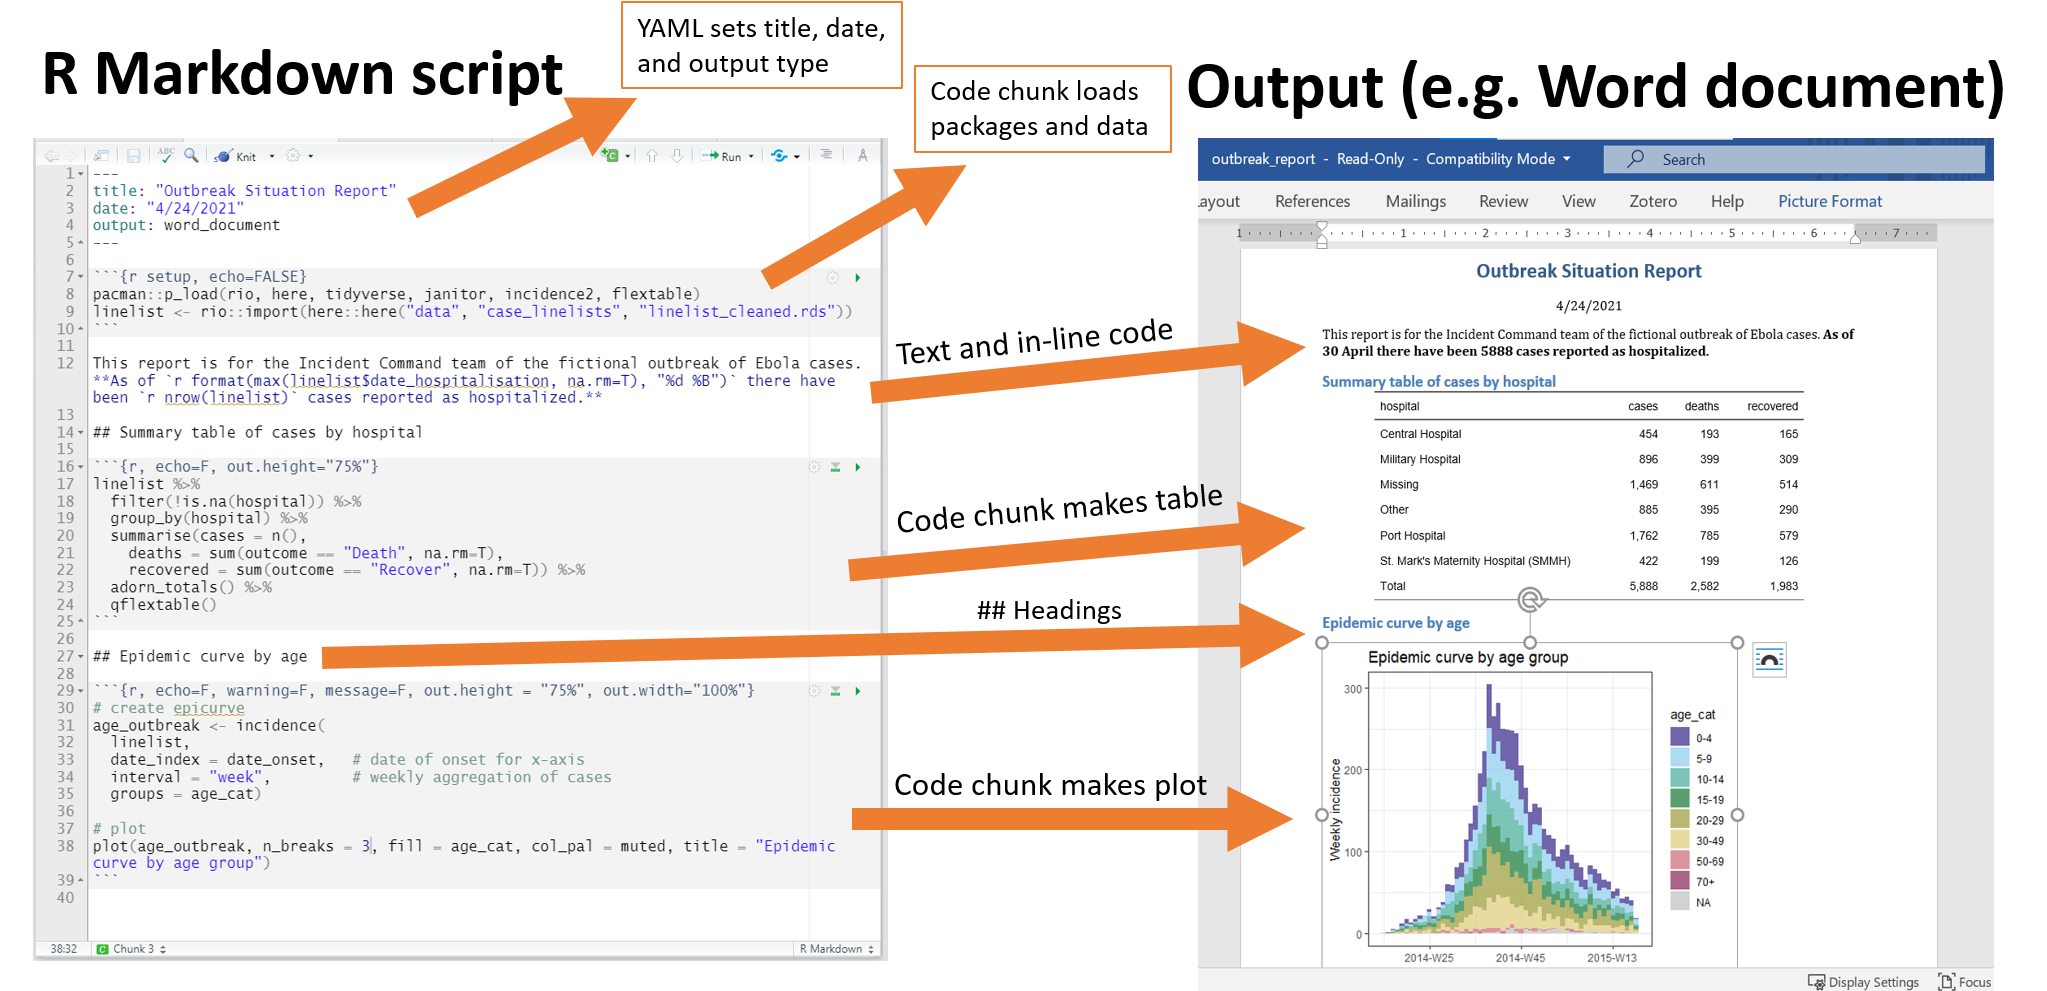 R Markdown script
YAML sets title, date,
and output type
Code chunk loads
packages and data
Output (e.g. Word document)
ABC
Knit
Run
1 ---
2 title: "Outbreak Situation Report"
3 date: "4/24/2021"
4 output: word_document
5 ---
6
7 ```{r setup, echo=FALSE}
8 pacman::p_load(rio, here, tidyverse, janitor, incidence2, flextable)
9 linelist <- rio::import(here::here("data", "case_linelists", "linelist_cleaned.rds"))
10 ```
11
12 This report is for the Incident Command team of the fictional outbreak of Ebola cases.
**As of `r format(max(linelist$date_hospitalisation, na.rm=T), "%d %B")` there have
been `r nrow(linelist)` cases reported as hospitalized.**
13
14 ## Summary table of cases by hospital
15
16 ```{r, echo=F, out.height="75%"}
17 linelist %>%
18 filter(!is.na(hospital)) %>%
19 group_by(hospital) %>%
20 summarise(cases = n(),
21 deaths = sum(outcome == "Death", na.rm=T),
22 recovered = sum(outcome == "Recover", na.rm=T)) %>%
23 adorn_totals() %>%
24 qflextable()
25 ```
26
27 ## Epidemic curve by age
28
29 ```{r, echo=F, warning=F, message=F, out.height = "75%", out.width="100%"}
30 # create epicurve
31 age_outbreak <- incidence(
32 linelist,
33 date_index = date_onset, # date of onset for x-axis
34 interval = "week", # weekly aggregation of cases
35 groups = age_cat)
36
37 # plot
38 plot(age_outbreak, n_breaks = 3, fill = age_cat, col_pal = muted, title = "Epidemic
curve by age group")
39 ```
40
38:32 C Chunk 3 R Markdown
Text and in-line code
Code chunk makes table
## Headings
Code chunk makes plot
outbreak_report - Read-Only - Compatibility Mode Search
ayout References Mailings Review View Zotero Help Picture Format
1 1 2 3 4 5 6 7
Outbreak Situation Report
4/24/2021
This report is for the Incident Command team of the fictional outbreak of Ebola cases. As of
30 April there have been 5888 cases reported as hospitalized.
Summary table of cases by hospital
hospital cases deaths recovered
Central Hospital 454 193 165
Military Hospital 896 399 309
Missing 1,469 611 514
Other 885 395 290
Port Hospital 1,762 785 579
St. Mark's Maternity Hospital (SMMH) 422 199 126
Total 5,888 2,582 1,983
Epidemic curve by age
Epidemic curve by age group
Weekly incidence
300
200
100
0
2014-W25 2014-W45 2015-W13
age_cat
0-4
5-9
10-14
15-19
20-29
30-49
50-69
70+
NA
Display Settings Focus